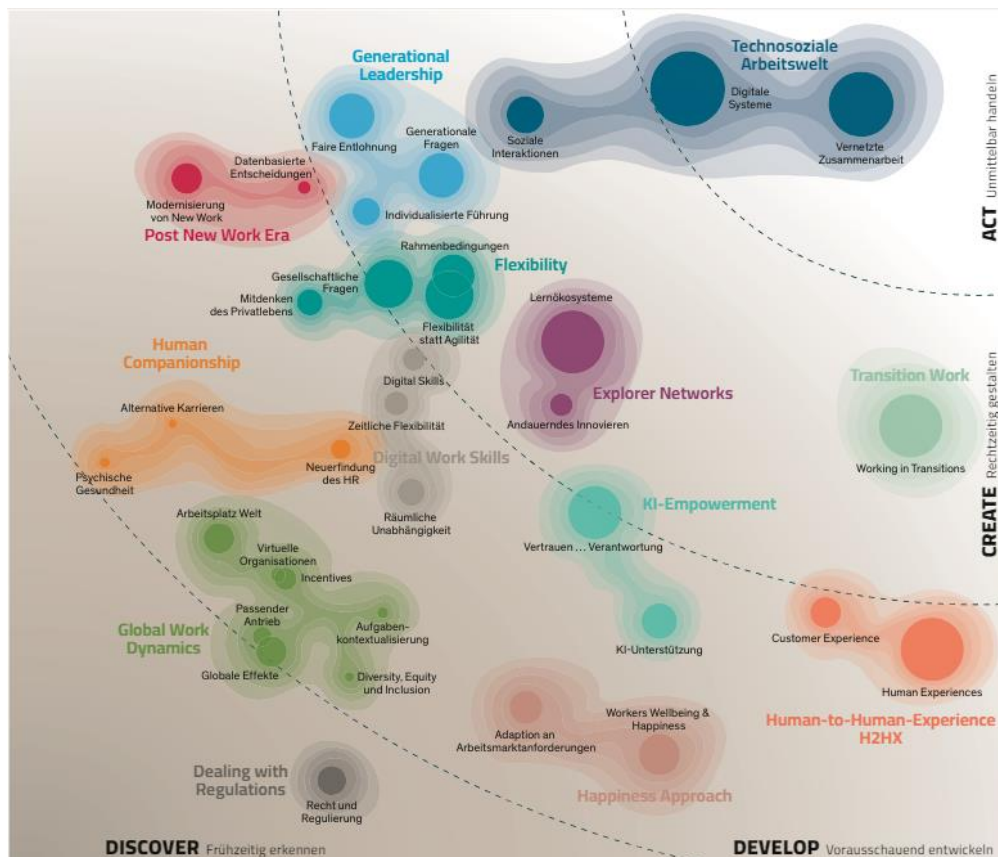 Generational
Leadership
Technosoziale
Arbeitswelt
Digitale
Systeme
Soziale
Interaktionen
Vernetzte
Zusammenarbeit
Faire Entlohnung
Generationale
Fragen
Individualisierte Führung
Datenbasierte
Entscheidungen
Modernisierung
von New Work
Post New Work Era
Rahmenbedingungen
Flexibility
Gesellschaftliche
Fragen
Mitdenken
des Privatlebens
Flexibilität
statt Agilität
Lernökosysteme
Explorer Networks
Andauerndes Innovieren
Human
Companionship
Alternative Karrieren
Psychische
Gesundheit
Neuerfindung
des HR
Digital Skills
Zeitliche Flexibilität
Digital Work Skills
Räumliche
Unabhängigkeit
Transition Work
Working in Transitions
KI-Empowerment
Vertrauen ... Verantwortung
KI-Unterstützung
Arbeitsplatz Welt
Virtuelle
Organisationen
Incentives
Passender
Antrieb
Aufgaben-
kontextualisierung
Global Work
Dynamics
Globale Effekte
Diversity, Equity
und Inclusion
Customer Experience
Human Experiences
Human-to-Human-Experience
H2HX
Adaption an
Arbeitsmarktanforderungen
Workers Wellbeing &
Happiness
Happiness Approach
Dealing with
Regulations
Recht und
Regulierung
ACT Unmittelbar handeln
CREATE Rechtzeitig gestalten
DISCOVER Frühzeitig erkennen
DEVELOP Vorausschauend entwickeln